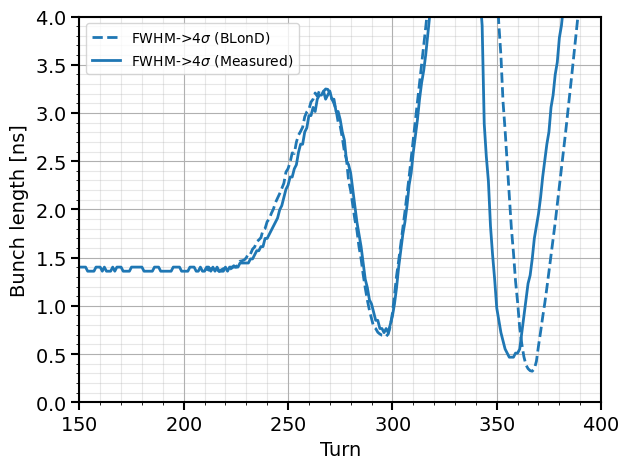 FWHM->4σ (BLonD)
FWHM->4σ (Measured)
Bunch length [ns]
4.0
3.5
3.0
2.5
2.0
1.5
1.0
0.5
0.0
150 200 250 300 350 400
Turn